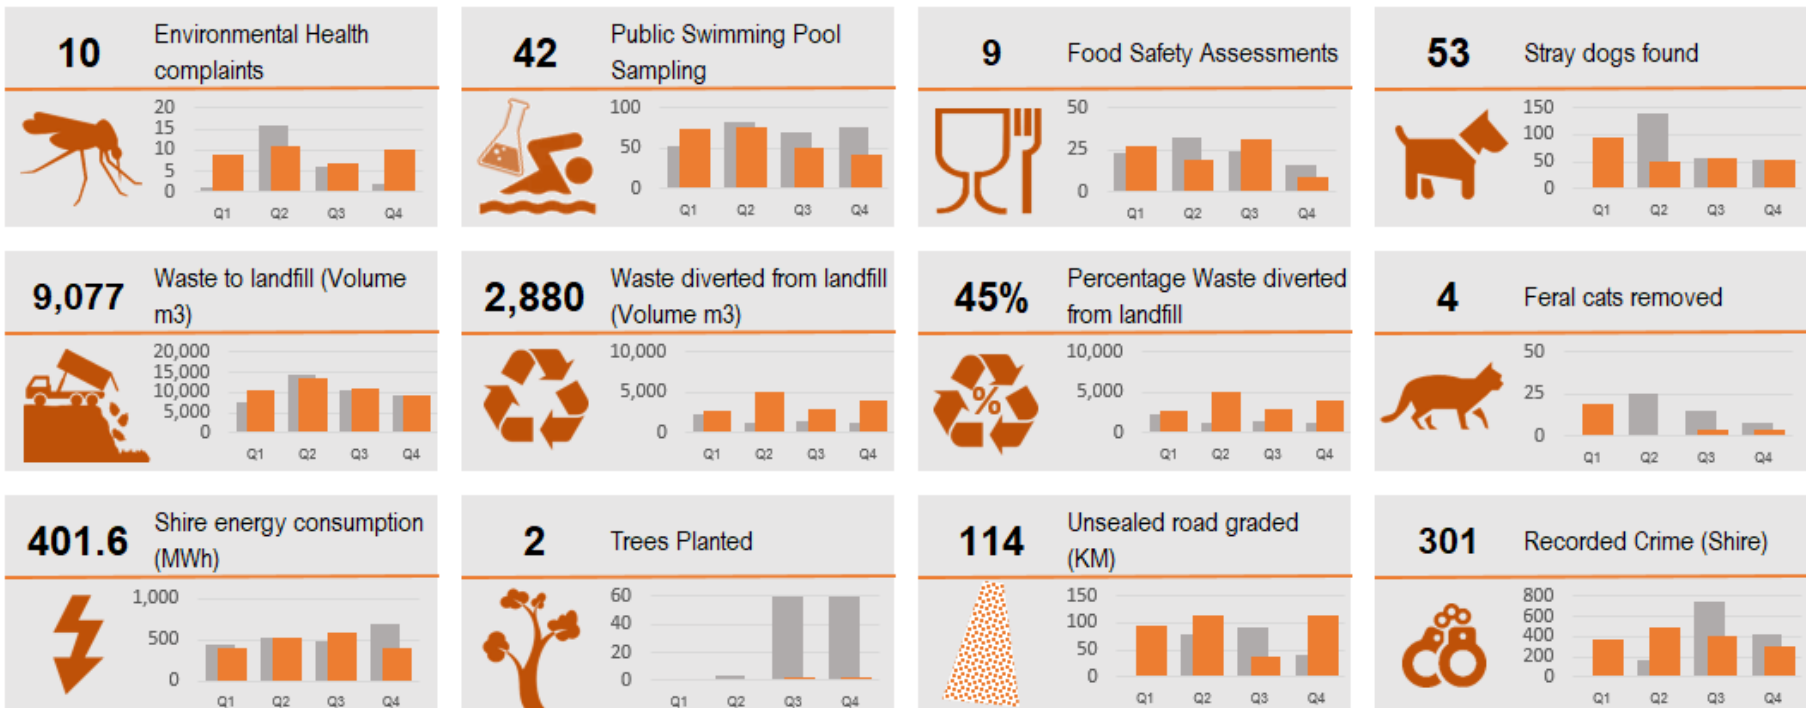 10 Environmental Health
complaints
20
15
10
5
0
Q1 Q2 Q3 Q4
42 Public Swimming Pool
Sampling
100
50
0
Q1 Q2 Q3 Q4
9 Food Safety Assessments
50
25
0
Q1 Q2 Q3 Q4
53 Stray dogs found
150
100
50
0
Q1 Q2 Q3 Q4
9,077 Waste to landfill (Volume
m3)
20,000
15,000
10,000
5,000
0
Q1 Q2 Q3 Q4
2,880 Waste diverted from landfill
(Volume m3)
10,000
5,000
0
Q1 Q2 Q3 Q4
45% Percentage Waste diverted
from landfill
%
10,000
5,000
0
Q1 Q2 Q3 Q4
4 Feral cats removed
50
25
0
Q1 Q2 Q3 Q4
401.6 Shire energy consumption
(MWh)
1,000
500
0
Q1 Q2 Q3 Q4
2 Trees Planted
60
40
20
0
Q1 Q2 Q3 Q4
114 Unsealed road graded
(KM)
150
100
50
0
Q1 Q2 Q3 Q4
301 Recorded Crime (Shire)
800
600
400
200
0
Q1 Q2 Q3 Q4